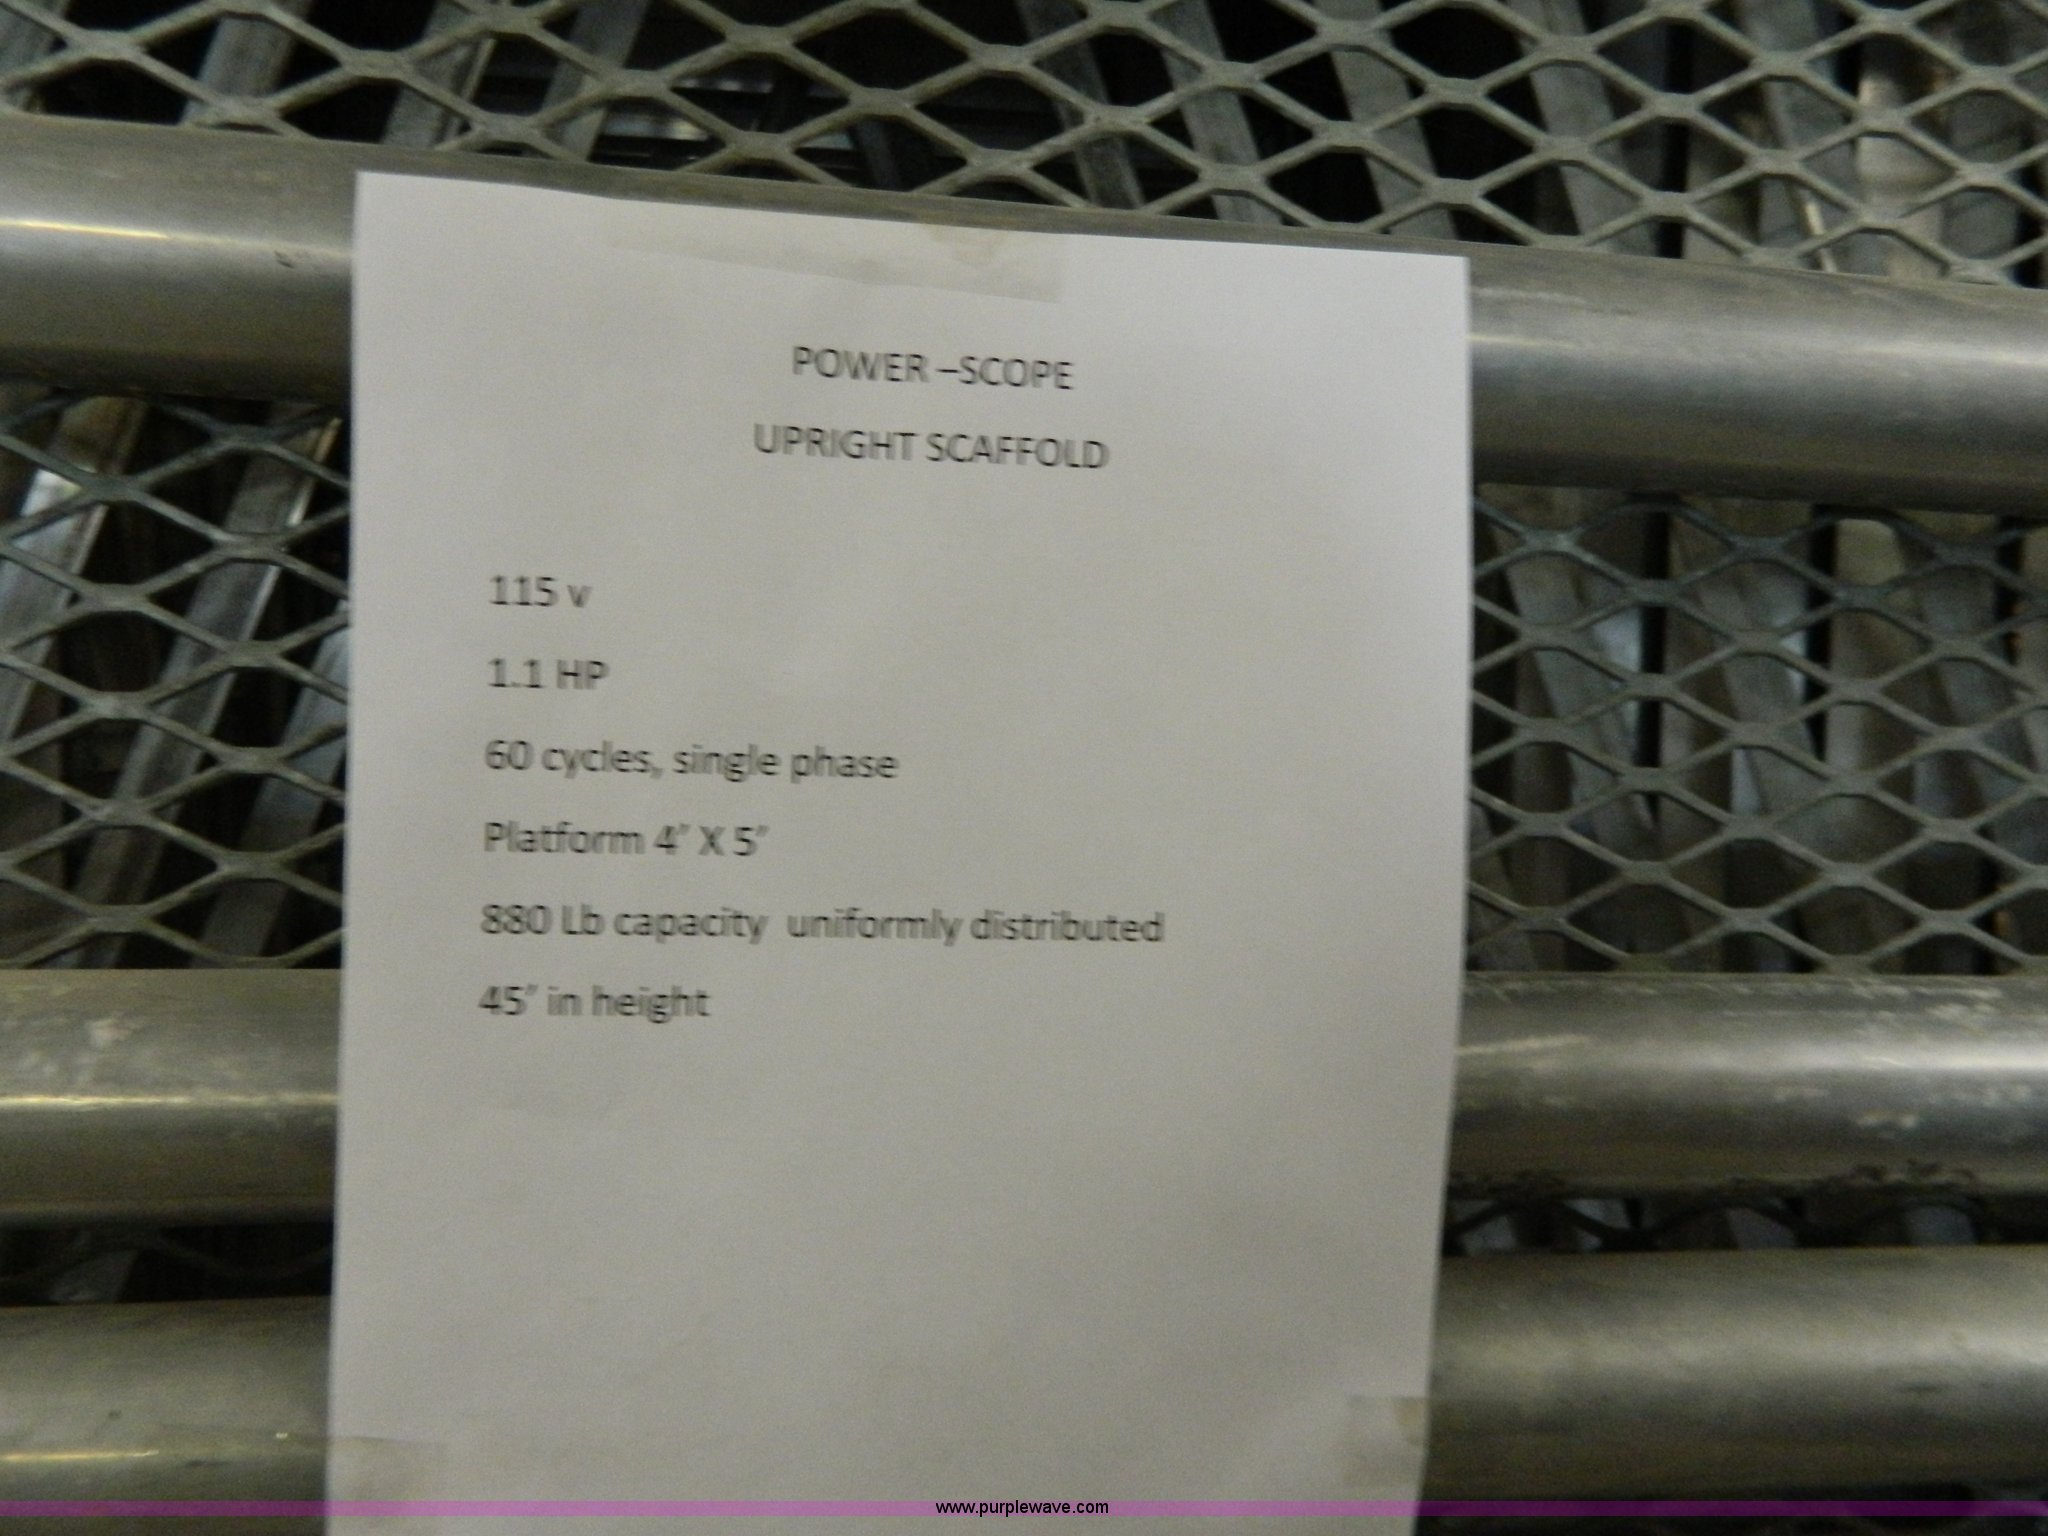 POWER –SCOPE
UPRIGHT SCAFFOLD
115 v
1.1 HP
60 cycles, single phase
Platform 4" X 5"
880 Lb capacity  uniformly distributed
45" in height
www.purplewave.com